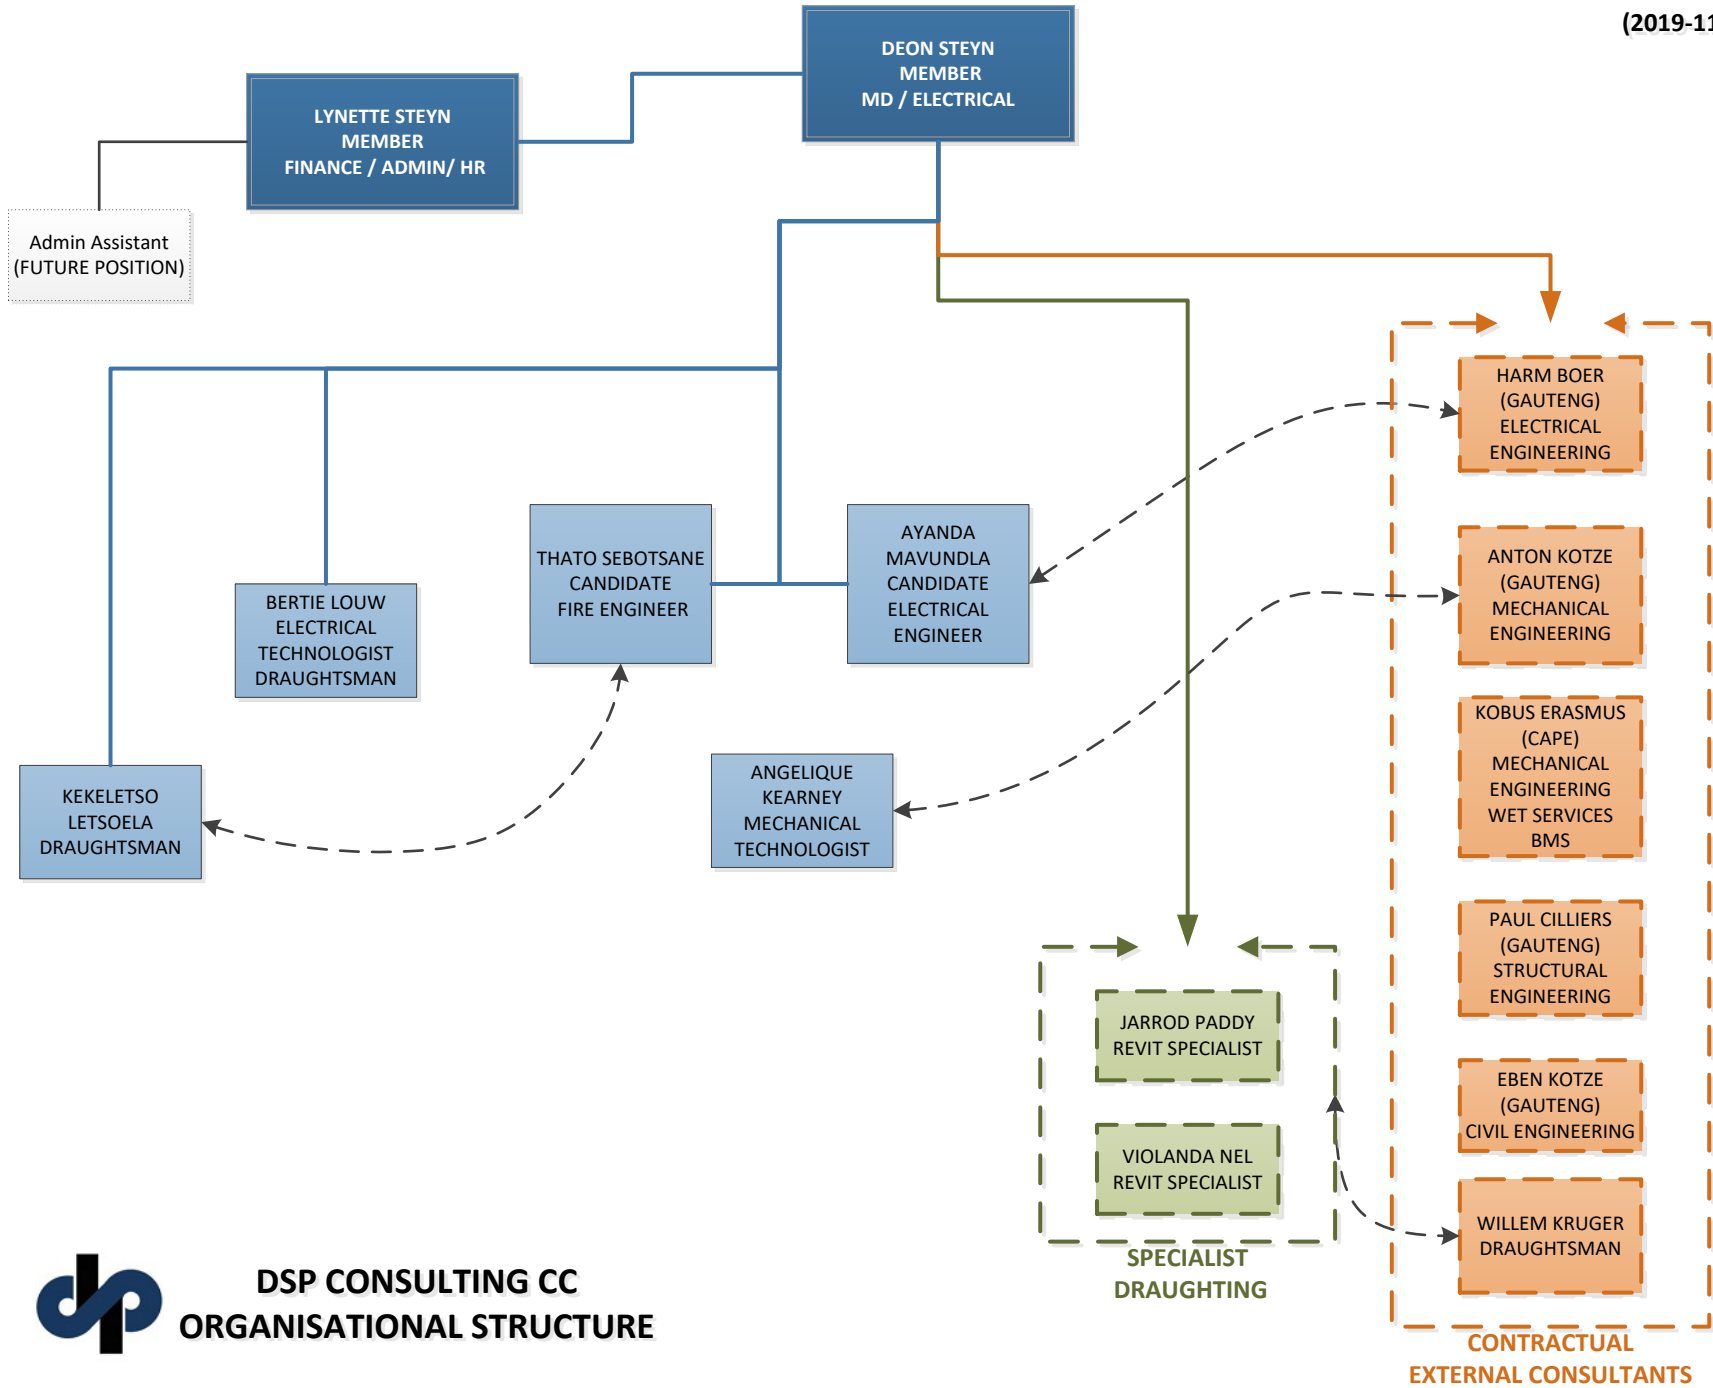 (2019-11
DEON STEYN
MEMBER
MD / ELECTRICAL
LYNETTE STEYN
MEMBER
FINANCE / ADMIN/ HR
Admin Assistant
(FUTURE POSITION)
HARM BOER
(GAUTENG)
ELECTRICAL
ENGINEERING
AYANDA
MAVUNDLA
CANDIDATE
ELECTRICAL
ENGINEER
THATO SEBOTSANE
CANDIDATE
FIRE ENGINEER
ANTON KOTZE
(GAUTENG)
MECHANICAL
ENGINEERING
BERTIE LOUW
ELECTRICAL
TECHNOLOGIST
DRAUGHTSMAN
KOBUS ERASMUS
(CAPE)
MECHANICAL
ENGINEERING
WET SERVICES
BMS
KEKELETSO
LETSOELA
DRAUGHTSMAN
ANGELIQUE
KEARNEY
MECHANICAL
TECHNOLOGIST
PAUL CILLIERS
(GAUTENG)
STRUCTURAL
ENGINEERING
JARROD PADDY
REVIT SPECIALIST
EBEN KOTZE
(GAUTENG)
CIVIL ENGINEERING
VIOLANDA NEL
REVIT SPECIALIST
WILLEM KRUGER
DRAUGHTSMAN
SPECIALIST
DRAUGHTING
DSP CONSULTING CC
ORGANISATIONAL STRUCTURE
CONTRACTUAL
EXTERNAL CONSULTANTS